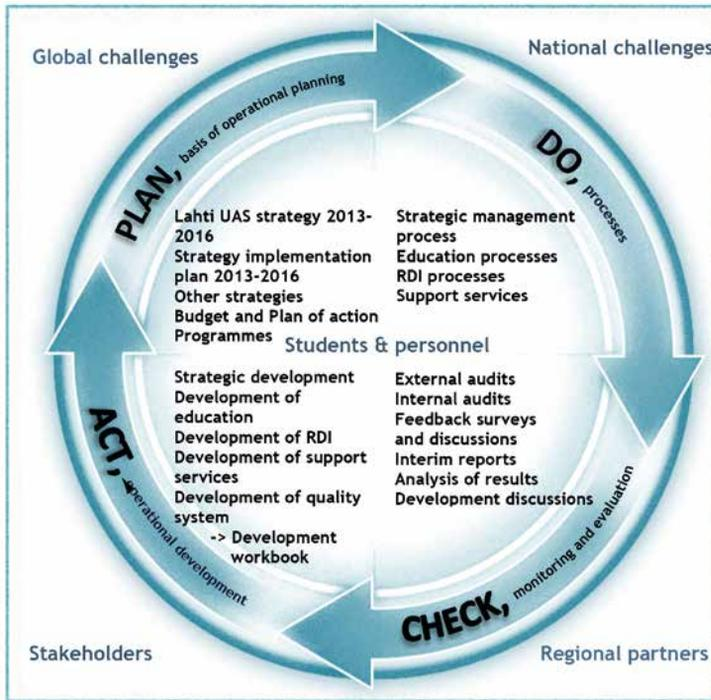 Global challenges
National challenges
PLAN, basis of operational planning
DO, processes
Lahti UAS strategy 2013-
2016
Strategy implementation
plan 2013-2016
Other strategies
Budget and Plan of action
Programmes
Strategic management
process
Education processes
RDI processes
Support services
Students & personnel
Strategic development
Development of
education
Development of RDI
Development of support
services
Development of quality
system
-> Development
workbook
External audits
Internal audits
Feedback surveys
and discussions
Interim reports
Analysis of results
Development discussions
ACT, operational development
CHECK, monitoring and evaluation
Stakeholders
Regional partners